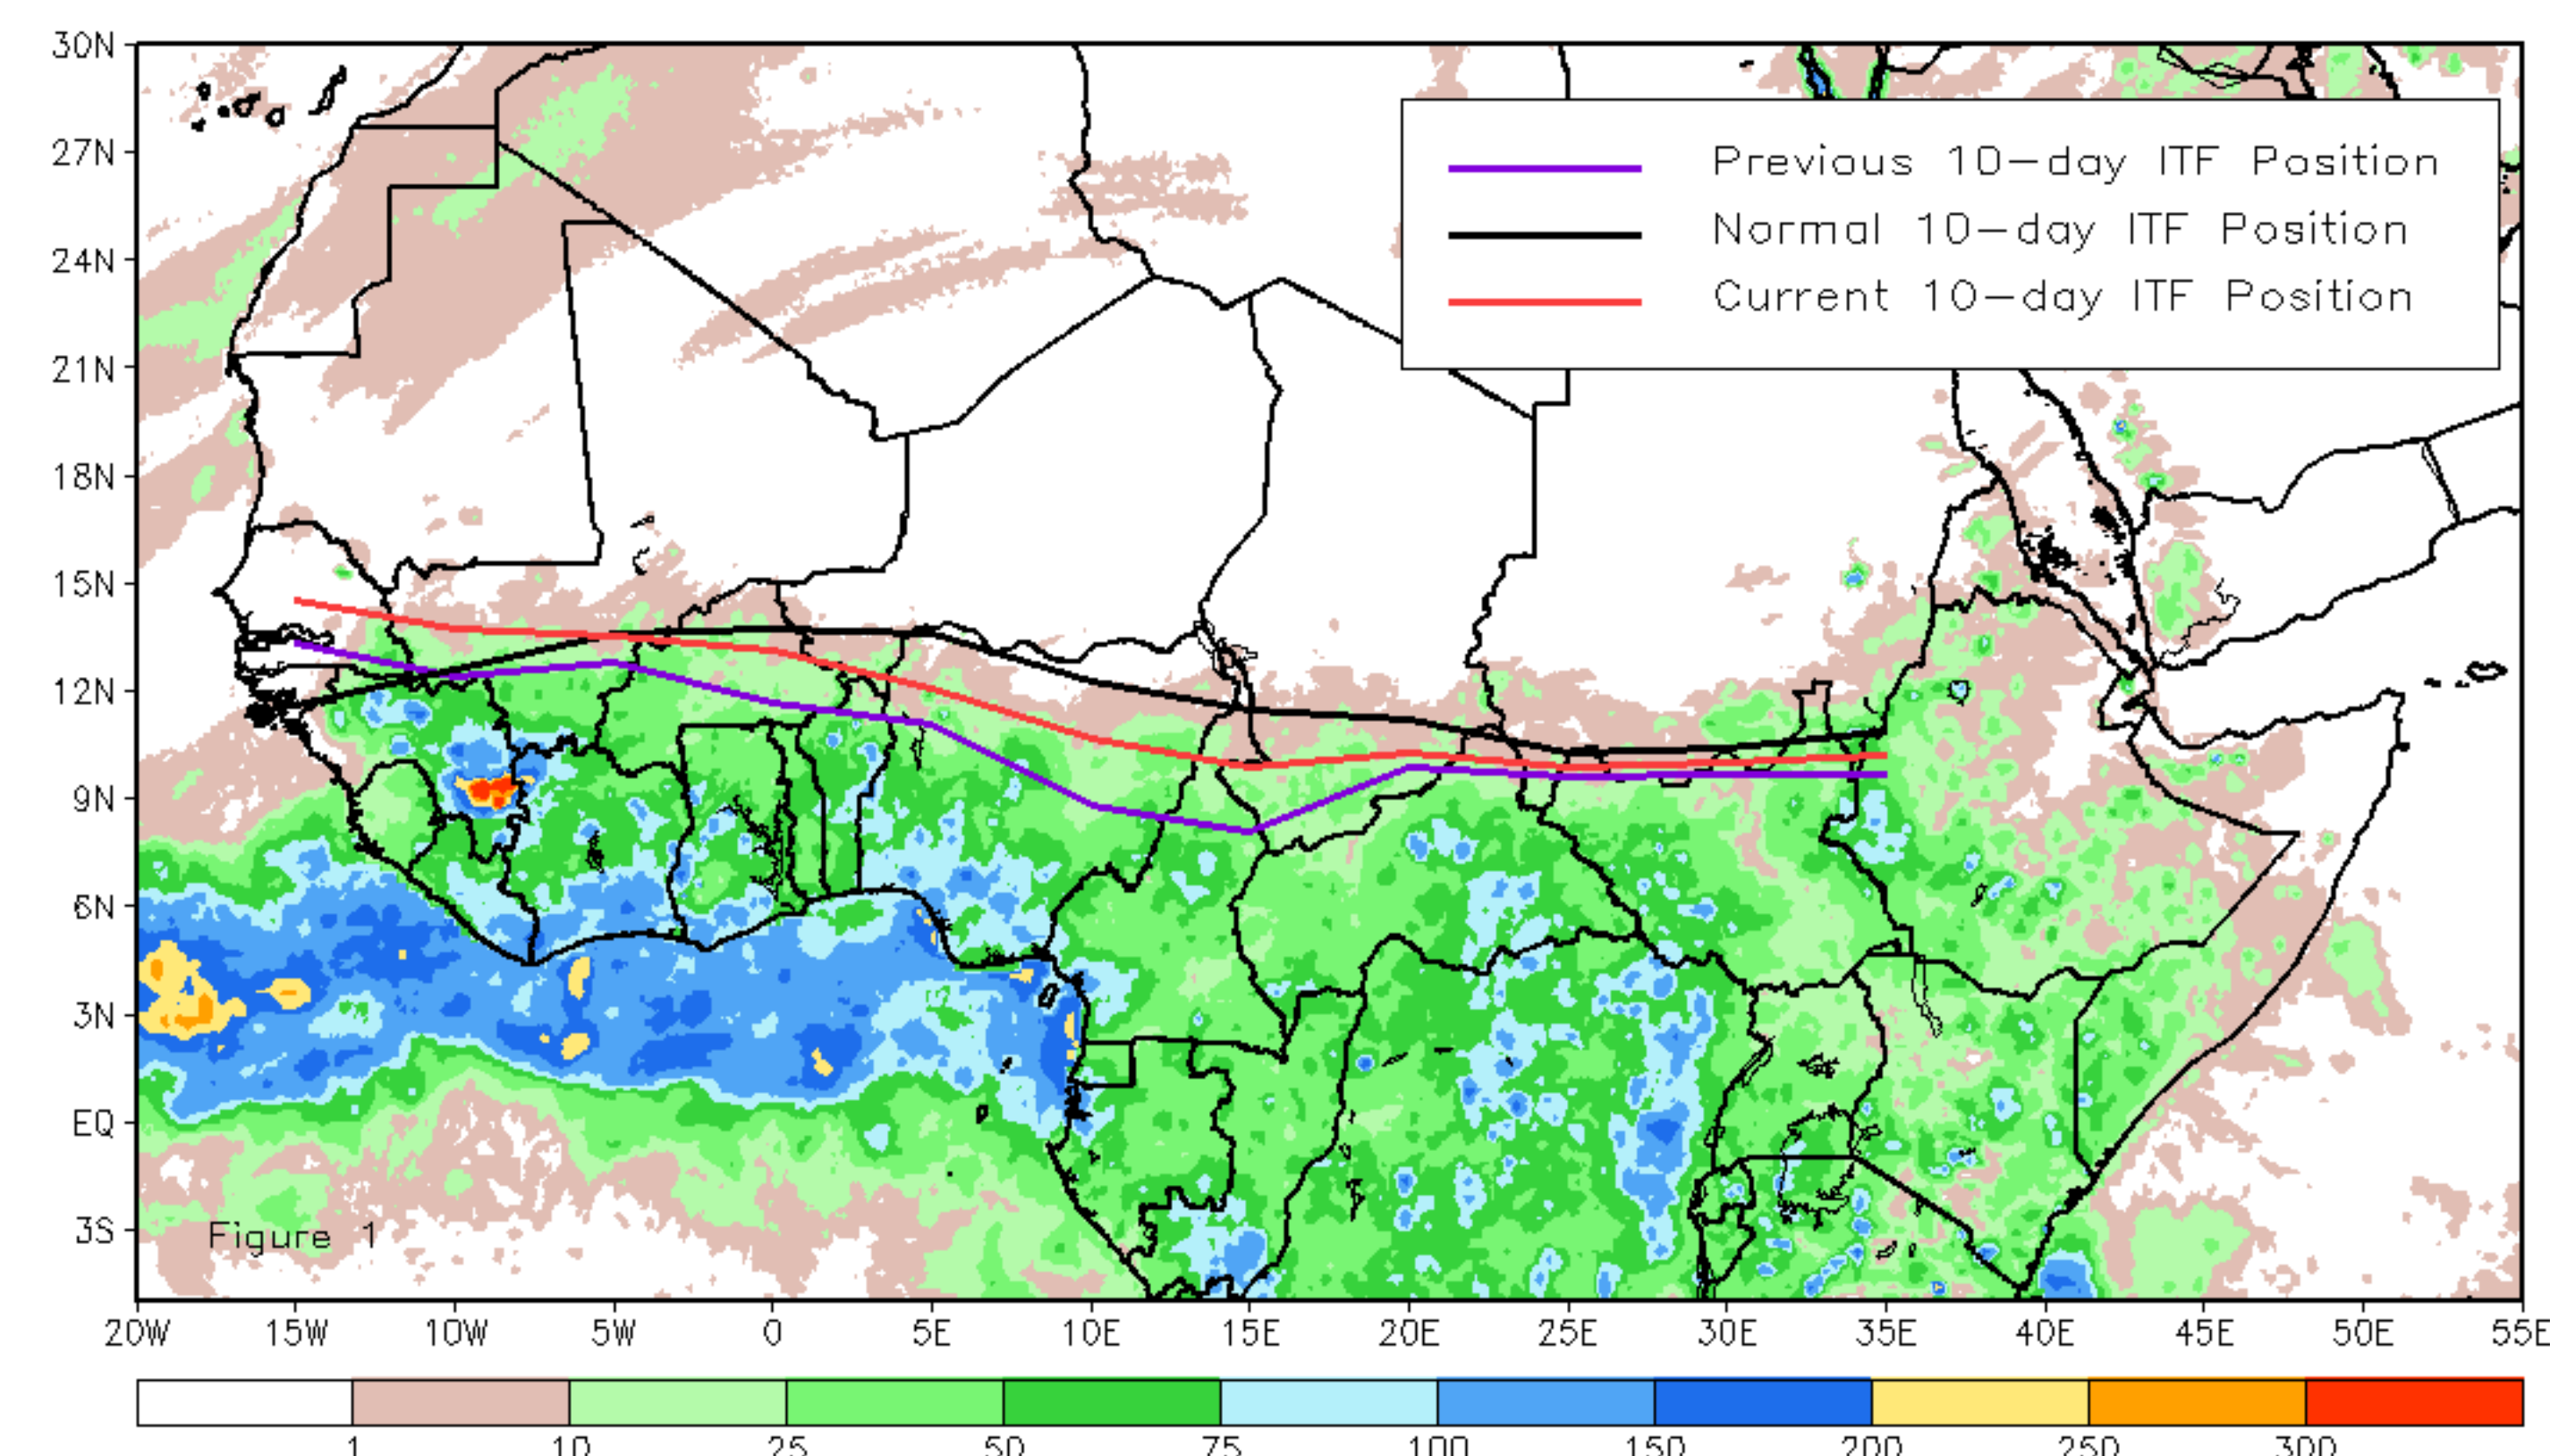 30N
27N
24N
21N
18N
15N
12N
9N
6N
3N
EQ
3S
Previous 10-day ITF Position
Normal 10-day ITF Position
Current 10-day ITF Position
Figure 1
20W 15W 10W 5W 0 5E 10E 15E 20E 25E 30E 35E 40E 45E 50E 55E
1 10 25 50 75 100 150 200 250 300